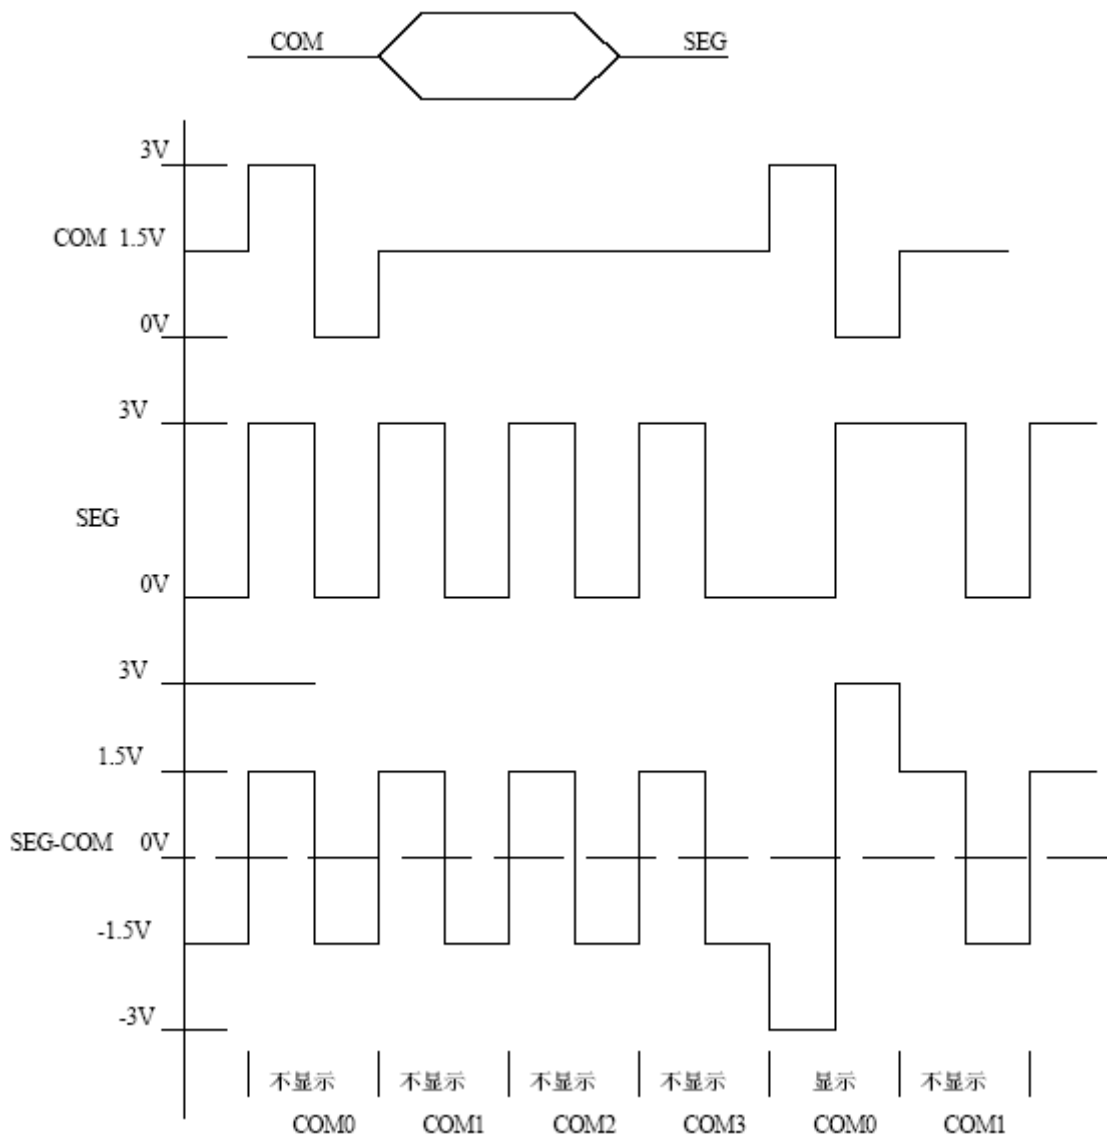 COM SEG
3V
COM 1.5V
0V
3V
SEG
0V
3V
1.5V
SEG-COM 0V
-1.5V
-3V
不显示 不显示 不显示 不显示 显示 不显示
COM0 COM1 COM2 COM3 COM0 COM1